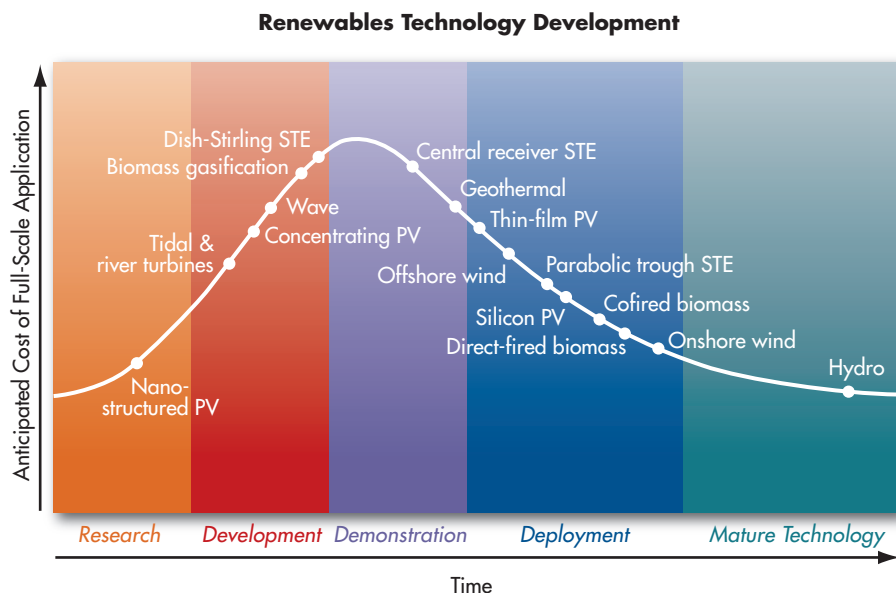 Renewables Technology Development
Anticipated Cost of Full-Scale Application
Dish-Stirling STE
Biomass gasification
Wave
Concentrating PV
Tidal &
river turbines
Nano-
structured PV
Central receiver STE
Geothermal
Thin-film PV
Offshore wind
Parabolic trough STE
Silicon PV
Cofired biomass
Direct-fired biomass
Onshore wind
Hydro
Research
Development
Demonstration
Deployment
Mature Technology
Time